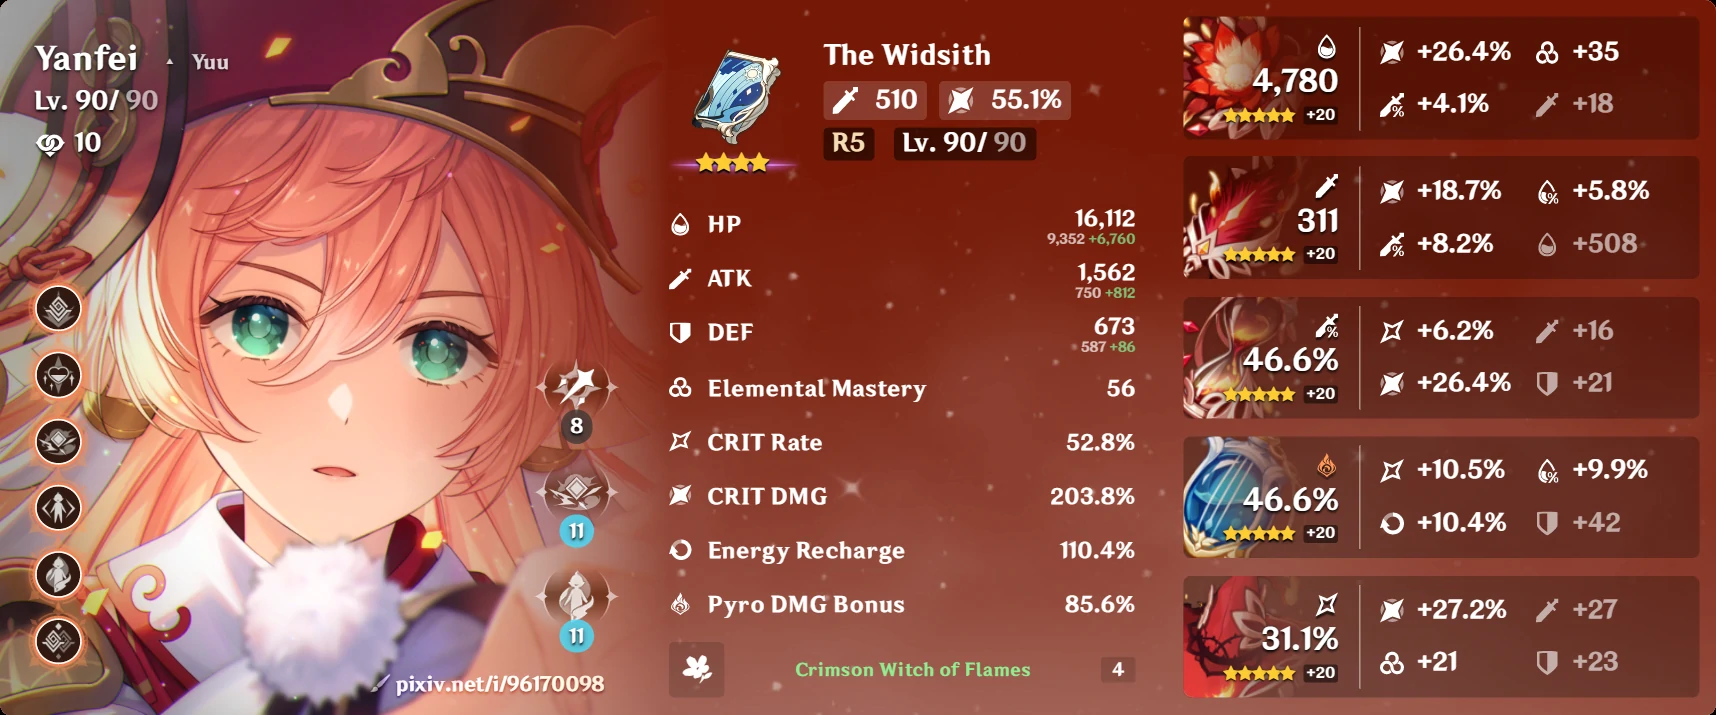 Yanfei · Yuu
Lv. 90/ 90
10
8
11
11
pixiv.net/i/96170098
The Widsith
510 55.1%
R5 Lv. 90/ 90
HP 16,112
9,352 +6,760
ATK 1,562
750 +812
DEF 673
587 +86
Elemental Mastery 56
CRIT Rate 52.8%
CRIT DMG 203.8%
Energy Recharge 110.4%
Pyro DMG Bonus 85.6%
Crimson Witch of Flames 4
4,780
+20
+26.4% +35
+4.1% +18
311
+20
+18.7% +5.8%
+8.2% +508
46.6%
+20
+6.2% +16
+26.4% +21
46.6%
+20
+10.5% +9.9%
+10.4% +42
31.1%
+20
+27.2% +27
+21 +23